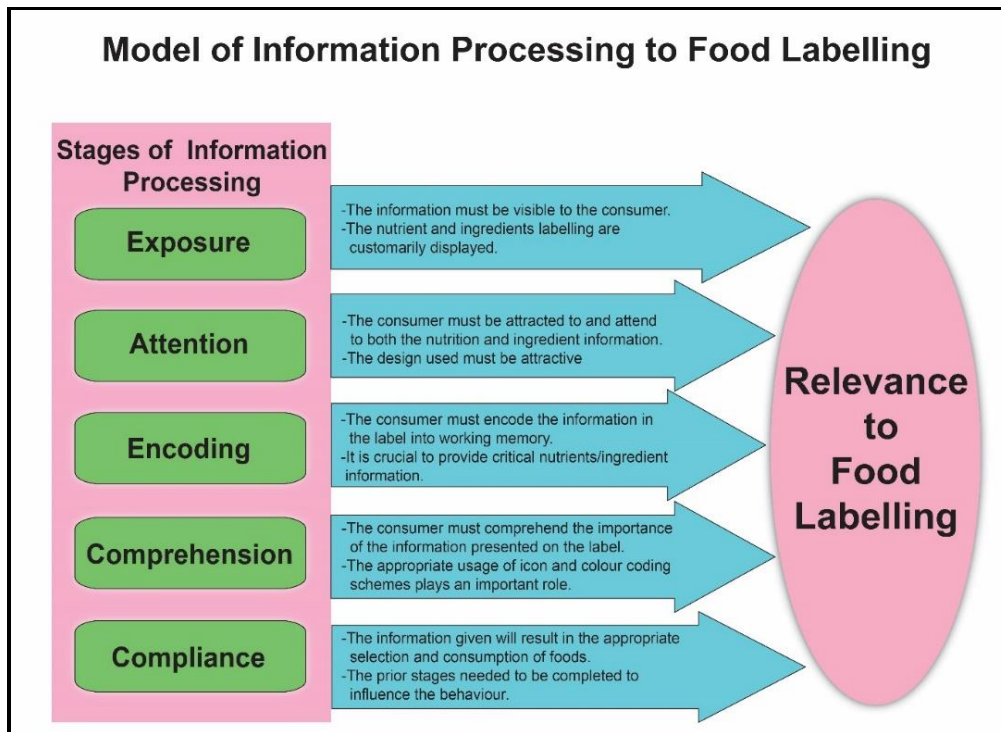 Model of Information Processing to Food Labelling
Stages of Information
Processing
Exposure
-The information must be visible to the consumer.
-The nutrient and ingredients labelling are
customarily displayed.
Attention
-The consumer must be attracted to and attend
to both the nutrition and ingredient information.
-The design used must be attractive
Encoding
-The consumer must encode the information in
the label into working memory.
-It is crucial to provide critical nutrients/ingredient
information.
Comprehension
-The consumer must comprehend the importance
of the information presented on the label.
-The appropriate usage of icon and colour coding
schemes plays an important role.
Compliance
-The information given will result in the appropriate
selection and consumption of foods.
-The prior stages needed to be completed to
influence the behaviour.
Relevance
to
Food
Labelling